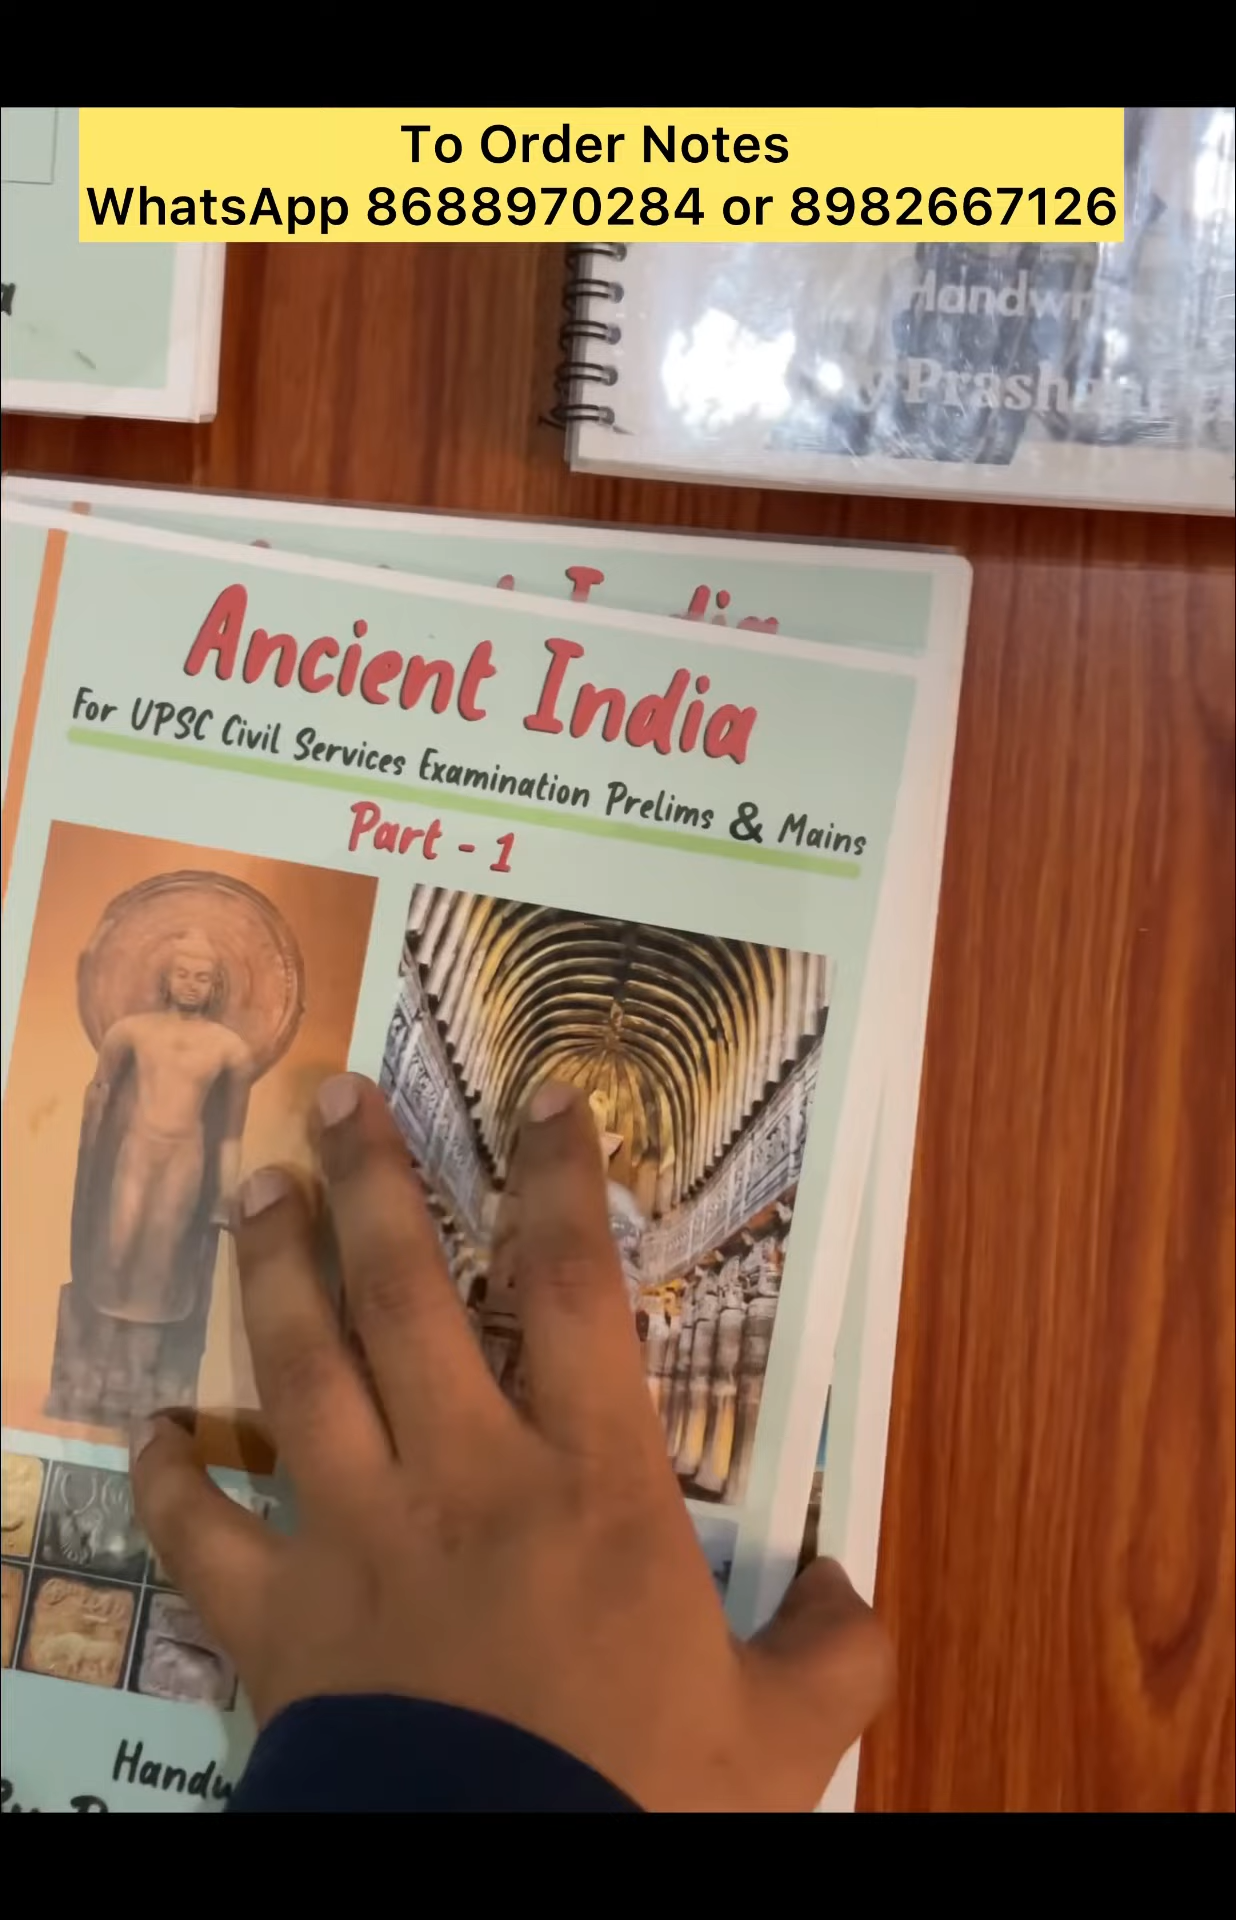 To Order Notes
WhatsApp 8688970284 or 8982667126
Ancient India
For UPSC Civil Services Examination Prelims & Mains
Part - 1